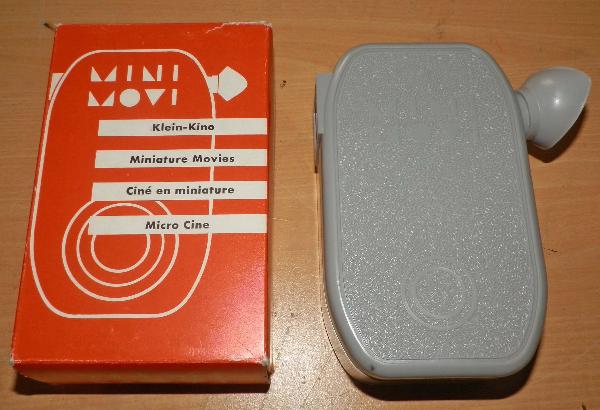 MINI
MOVI
Klein-Kino
Miniature Movies
Ciné en miniature
Micro Cine